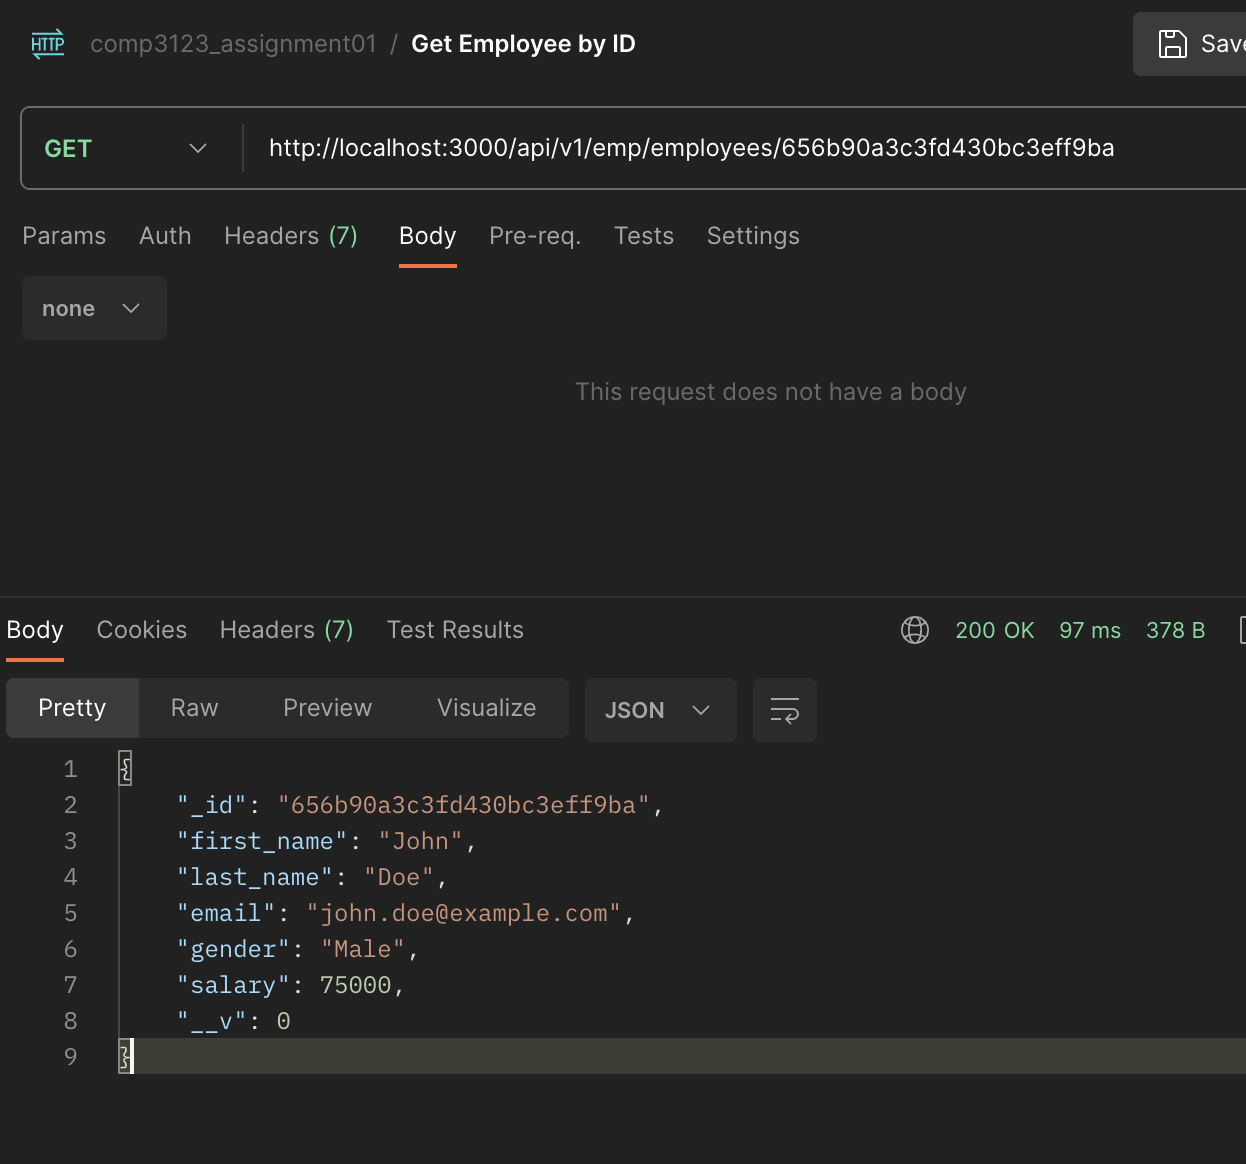 HTTP comp3123_assignment01 / Get Employee by ID
GET http://localhost:3000/api/v1/emp/employees/656b90a3c3fd430bc3eff9ba
Params Auth Headers (7) Body Pre-req. Tests Settings
none
This request does not have a body
Body Cookies Headers (7) Test Results 200 OK 97 ms 378 B
Pretty Raw Preview Visualize JSON
1 {
2 "_id": "656b90a3c3fd430bc3eff9ba",
3 "first_name": "John",
4 "last_name": "Doe",
5 "email": "john.doe@example.com",
6 "gender": "Male",
7 "salary": 75000,
8 "__v": 0
9 }